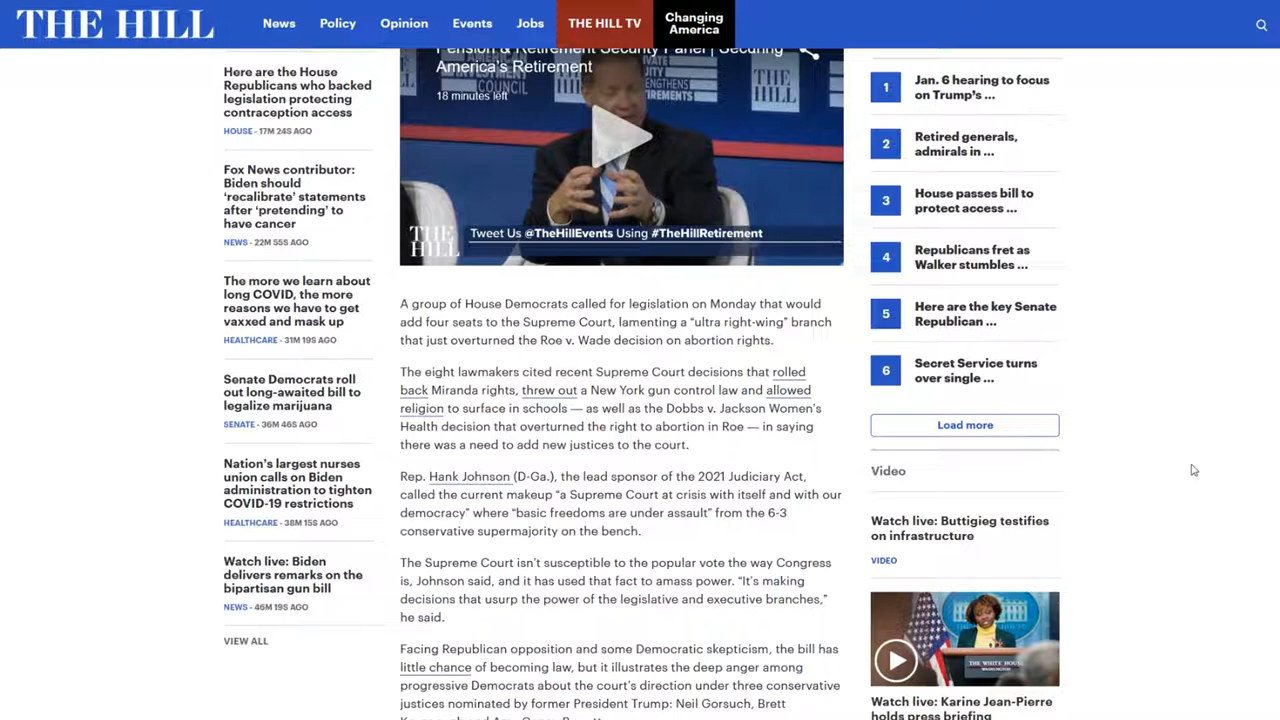 THE HILL
News
Policy
Opinion
Events
Jobs
THE HILL TV
Changing
America
Here are the House
Republicans who backed
legislation protecting
contraception access
HOUSE - 17M 24S AGO
Fox News contributor:
Biden should
‘recalibrate’ statements
after ‘pretending’ to
have cancer
NEWS - 22M 55S AGO
The more we learn about
long COVID, the more
reasons we have to get
vaxxed and mask up
HEALTHCARE - 31M 19S AGO
Senate Democrats roll
out long-awaited bill to
legalize marijuana
SENATE - 36M 46S AGO
Nation’s largest nurses
union calls on Biden
administration to tighten
COVID-19 restrictions
HEALTHCARE - 38M 15S AGO
Watch live: Biden
delivers remarks on the
bipartisan gun bill
NEWS - 46M 19S AGO
VIEW ALL
Pension & Retirement Security Panel | Securing
America's Retirement
18 minutes left
INVESTMENT
COUNCIL
THE
HILL
THE
HILL
Tweet Us @TheHillEvents Using #TheHillRetirement
A group of House Democrats called for legislation on Monday that would
add four seats to the Supreme Court, lamenting a “ultra right-wing” branch
that just overturned the Roe v. Wade decision on abortion rights.
The eight lawmakers cited recent Supreme Court decisions that rolled
back Miranda rights, threw out a New York gun control law and allowed
religion to surface in schools — as well as the Dobbs v. Jackson Women’s
Health decision that overturned the right to abortion in Roe — in saying
there was a need to add new justices to the court.
Rep. Hank Johnson (D-Ga.), the lead sponsor of the 2021 Judiciary Act,
called the current makeup “a Supreme Court at crisis with itself and with our
democracy” where “basic freedoms are under assault” from the 6-3
conservative supermajority on the bench.
The Supreme Court isn’t susceptible to the popular vote the way Congress
is, Johnson said, and it has used that fact to amass power. “It’s making
decisions that usurp the power of the legislative and executive branches,”
he said.
Facing Republican opposition and some Democratic skepticism, the bill has
little chance of becoming law, but it illustrates the deep anger among
progressive Democrats about the court’s direction under three conservative
justices nominated by former President Trump: Neil Gorsuch, Brett
1
Jan. 6 hearing to focus
on Trump’s ...
2
Retired generals,
admirals in ...
3
House passes bill to
protect access ...
4
Republicans fret as
Walker stumbles ...
5
Here are the key Senate
Republican ...
6
Secret Service turns
over single ...
Load more
Video
Watch live: Buttigieg testifies
on infrastructure
VIDEO
THE WHITE HOUSE
WASHINGTON
Watch live: Karine Jean-Pierre
holds press briefing